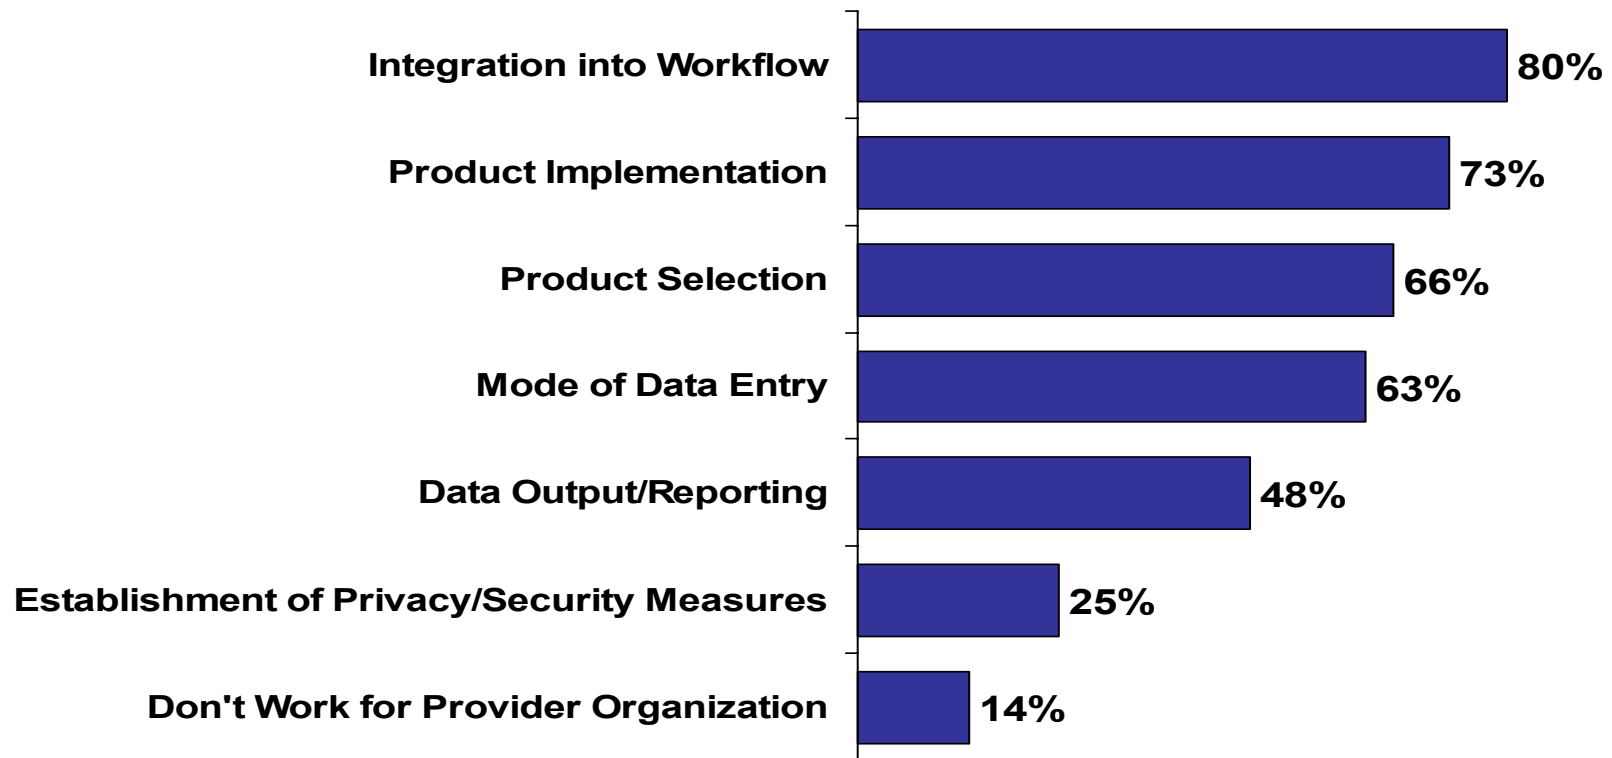 Integration into Workflow 80%
Product Implementation 73%
Product Selection 66%
Mode of Data Entry 63%
Data Output/Reporting 48%
Establishment of Privacy/Security Measures 25%
Don't Work for Provider Organization 14%